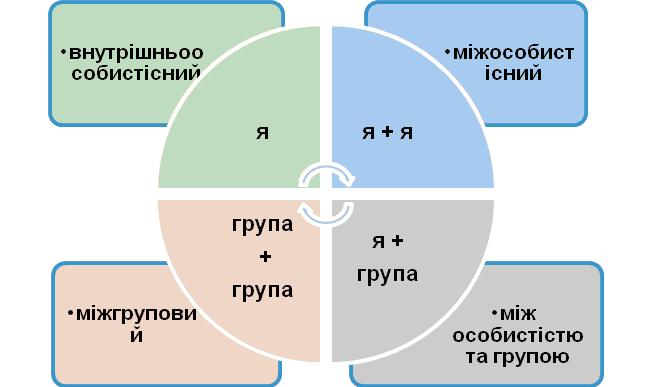 •внутрішньоо
собистісний
•міжособист
існий
я
я + я
група
+
група
я +
група
•міжгрупови
й
•між
особистістю
та групою